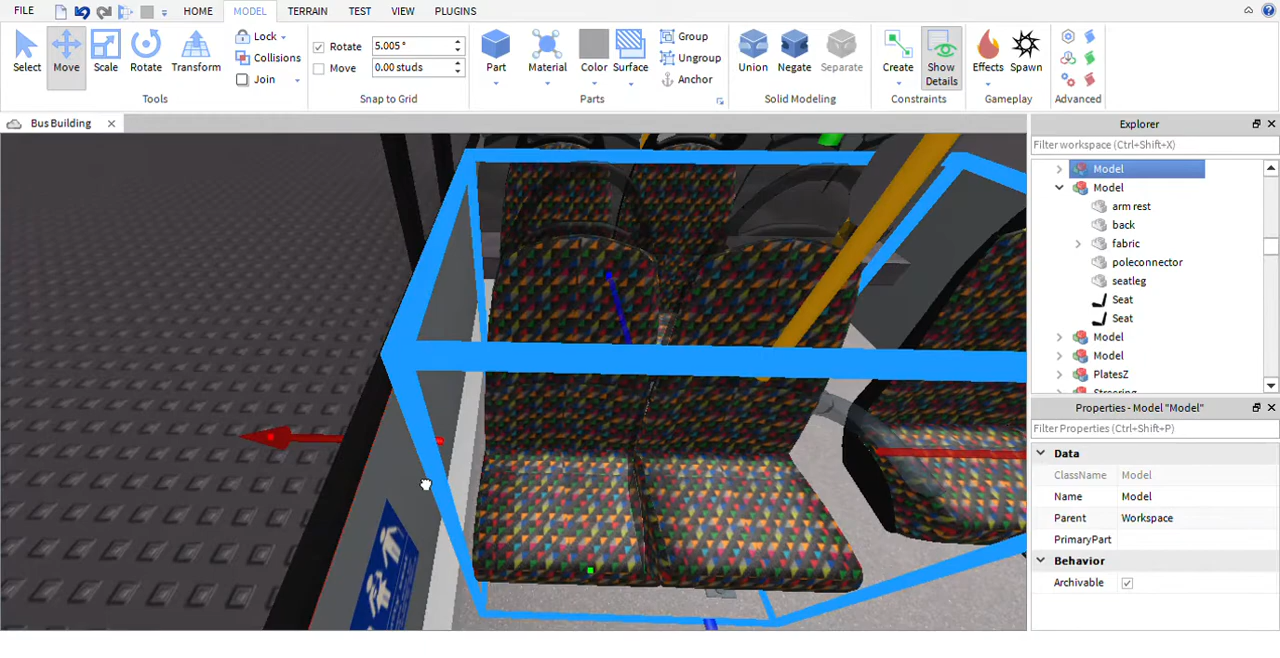 FILE HOME MODEL TERRAIN TEST VIEW PLUGINS
Select Move Scale Rotate Transform
Lock
Collisions
Join
Tools
Rotate 5.005 °
Move 0.00 studs
Snap to Grid
Part Material Color Surface
Group
Ungroup
Anchor
Parts
Union Negate Separate
Solid Modeling
Create Show Details
Constraints
Effects Spawn
Gameplay
Advanced
Bus Building
Explorer
Filter workspace (Ctrl+Shift+X)
Model
Model
arm rest
back
fabric
poleconnector
seatleg
Seat
Seat
Model
Model
PlatesZ
Steering
Properties - Model "Model"
Filter Properties (Ctrl+Shift+P)
Data
ClassName Model
Name Model
Parent Workspace
PrimaryPart
Behavior
Archivable